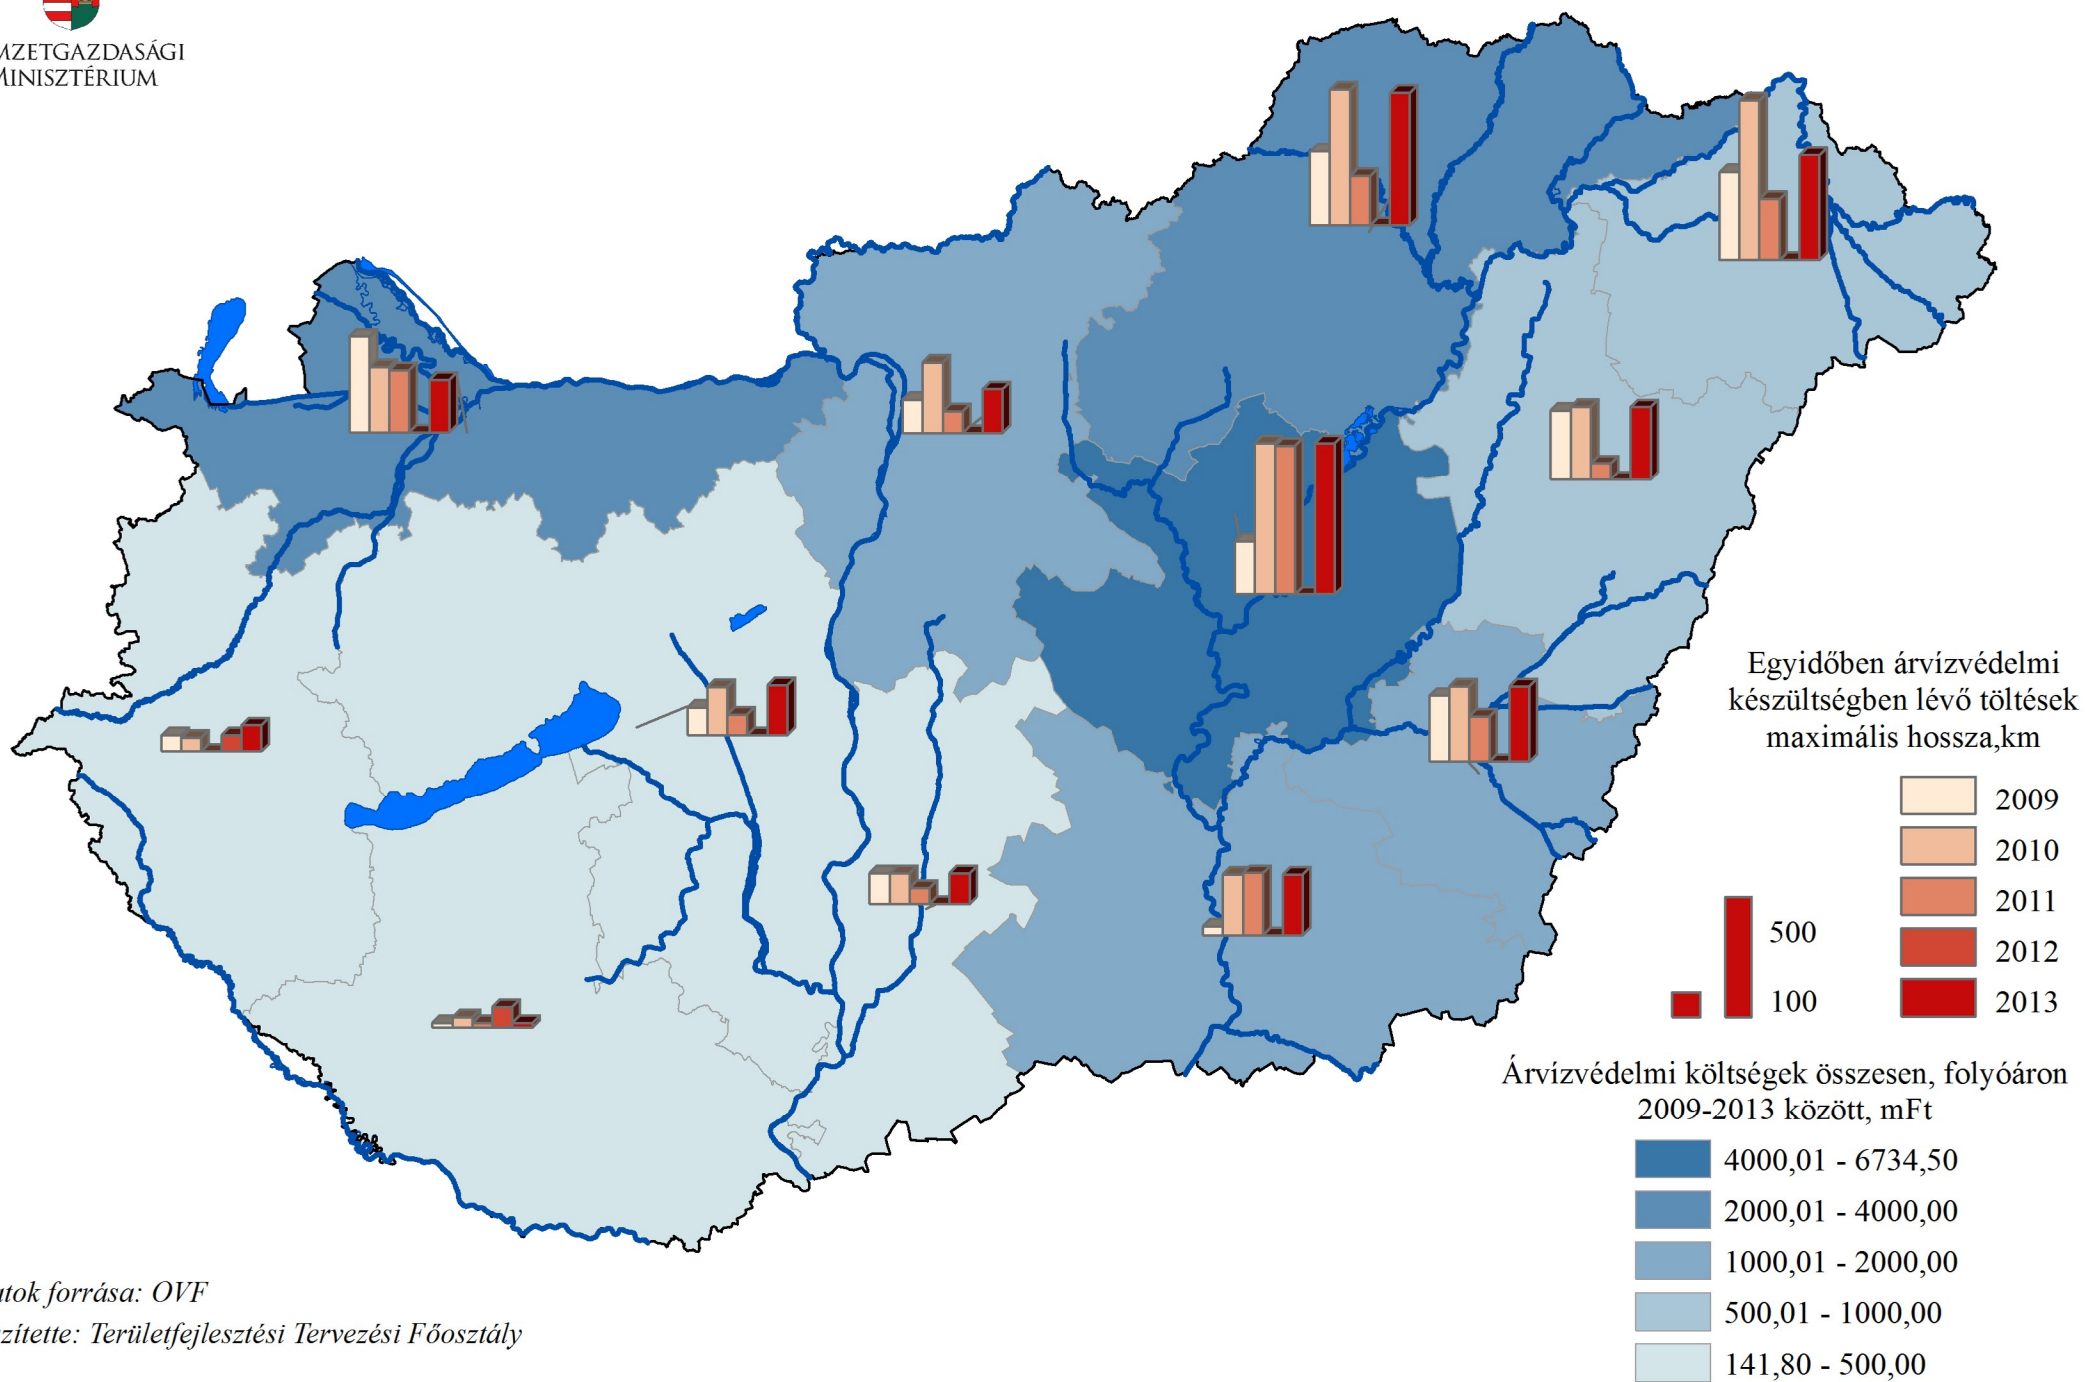 MZETGAZDASÁGI
MINISZTÉRIUM
Egyidőben árvízvédelmi
készültségben lévő töltések
maximális hossza,km
2009
2010
2011
2012
2013
500
100
Árvízvédelmi költségek összesen, folyóáron
2009-2013 között, mFt
4000,01 - 6734,50
2000,01 - 4000,00
1000,01 - 2000,00
500,01 - 1000,00
141,80 - 500,00
atok forrása: OVF
zítette: Területfejlesztési Tervezési Főosztály